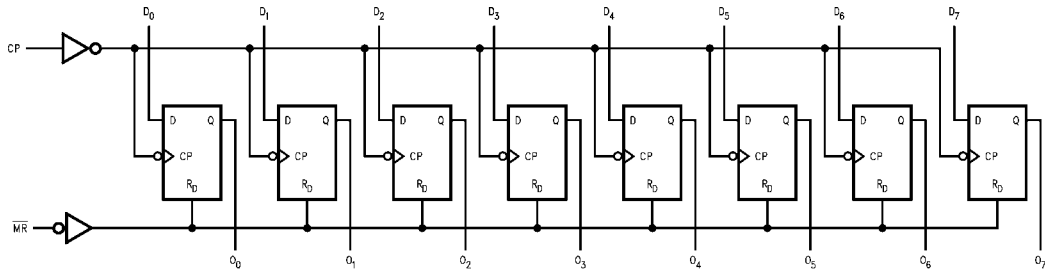 D0 D1 D2 D3 D4 D5 D6 D7
CP
D Q D Q D Q D Q D Q D Q D Q D Q
CP CP CP CP CP CP CP CP
RD RD RD RD RD RD RD RD
MR
O0 O1 O2 O3 O4 O5 O6 O7